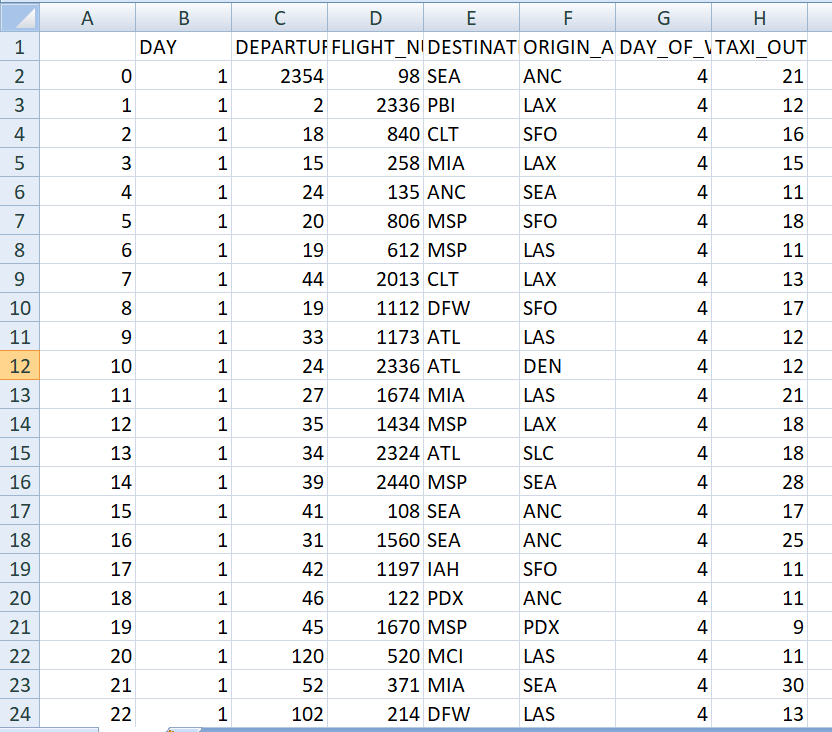 A B C D E F G H
1 DAY DEPARTUR FLIGHT_NU DESTINATI ORIGIN_A DAY_OF_W TAXI_OUT
2 0 1 2354 98 SEA ANC 4 21
3 1 1 2 2336 PBI LAX 4 12
4 2 1 18 840 CLT SFO 4 16
5 3 1 15 258 MIA LAX 4 15
6 4 1 24 135 ANC SEA 4 11
7 5 1 20 806 MSP SFO 4 18
8 6 1 19 612 MSP LAS 4 11
9 7 1 44 2013 CLT LAX 4 13
10 8 1 19 1112 DFW SFO 4 17
11 9 1 33 1173 ATL LAS 4 12
12 10 1 24 2336 ATL DEN 4 12
13 11 1 27 1674 MIA LAS 4 21
14 12 1 35 1434 MSP LAX 4 18
15 13 1 34 2324 ATL SLC 4 18
16 14 1 39 2440 MSP SEA 4 28
17 15 1 41 108 SEA ANC 4 17
18 16 1 31 1560 SEA ANC 4 25
19 17 1 42 1197 IAH SFO 4 11
20 18 1 46 122 PDX ANC 4 11
21 19 1 45 1670 MSP PDX 4 9
22 20 1 120 520 MCI LAS 4 11
23 21 1 52 371 MIA SEA 4 30
24 22 1 102 214 DFW LAS 4 13